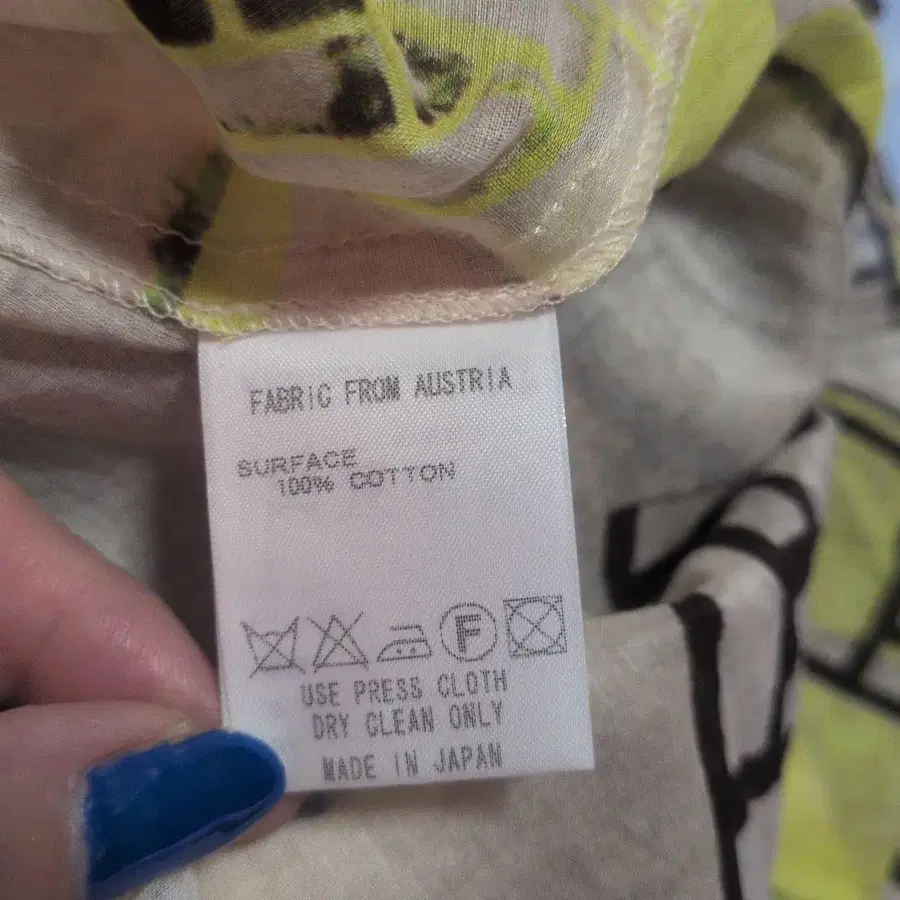 FABRIC FROM AUSTRIA
SURFACE
100% COTTON
F
USE PRESS CLOTH
DRY CLEAN ONLY
MADE IN JAPAN